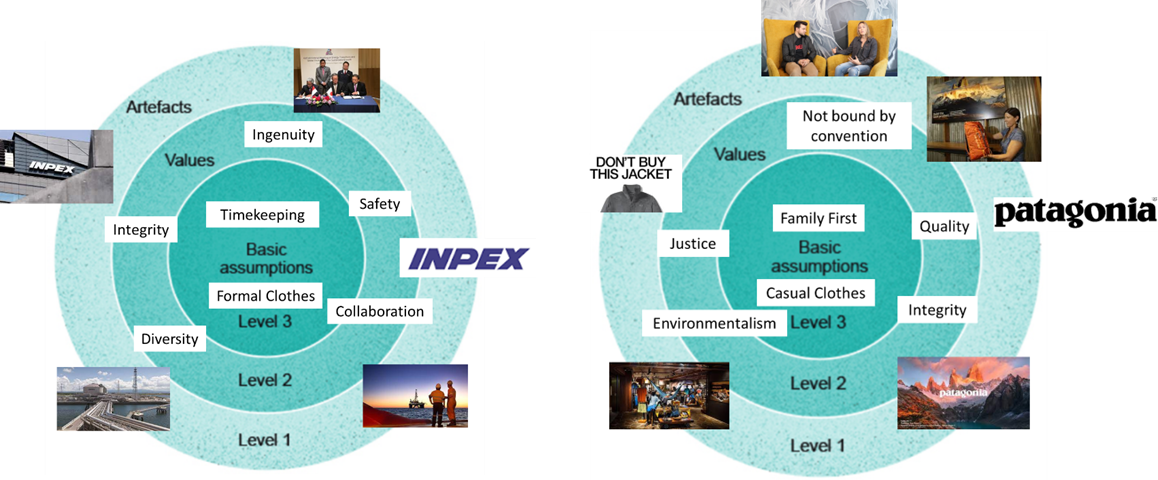 Artefacts
Ingenuity
Values
INPEX
Timekeeping
Safety
Integrity
Basic
assumptions
INPEX
Formal Clothes
Collaboration
Level 3
Diversity
Level 2
Level 1
Artefacts
Not bound by
convention
Values
DON'T BUY
THIS JACKET
Family First
patagonia
Quality
Justice
Basic
assumptions
Casual Clothes
Integrity
Environmentalism
Level 3
Level 2
patagonia
Level 1